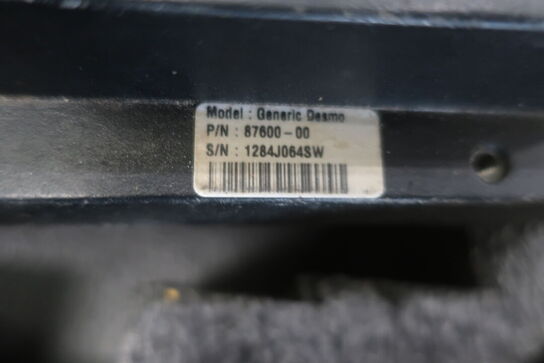 Model : Generic Desmo
P/N : 87600-00
S/N : 1284J064SW